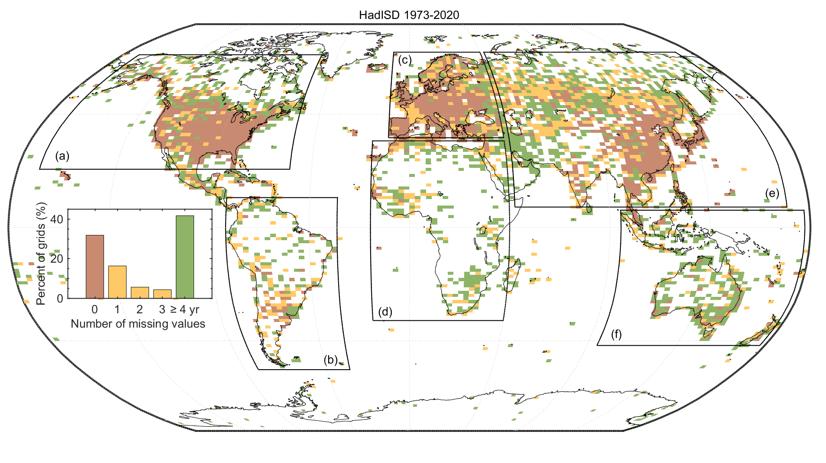 HadISD 1973-2020
(c)
(a)
(e)
Percent of grids (%)
40
20
0
0 1 2 3 ≥ 4 yr
Number of missing values
(d)
(f)
(b)